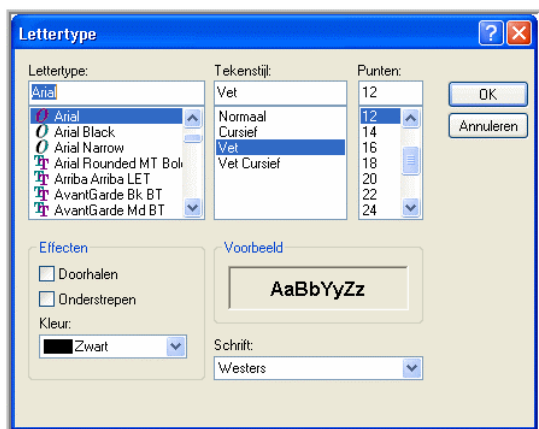 Lettertype
Lettertype: Tekenstijl: Punten:
Arial Vet 12
OK
Annuleren
Arial
Arial Black
Arial Narrow
Arial Rounded MT Bol
Arriba Arriba LET
AvantGarde Bk BT
AvantGarde Md BT
Normaal
Cursief
Vet
Vet Cursief
12
14
16
18
20
22
24
Effecten
Doorhalen
Onderstrepen
Kleur:
Zwart
Voorbeeld
AaBbYyZz
Schrift:
Westers